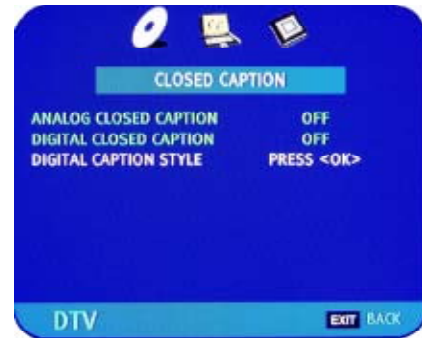 CLOSED CAPTION
ANALOG CLOSED CAPTION OFF
DIGITAL CLOSED CAPTION OFF
DIGITAL CAPTION STYLE PRESS <OK>
DTV EXIT BACK